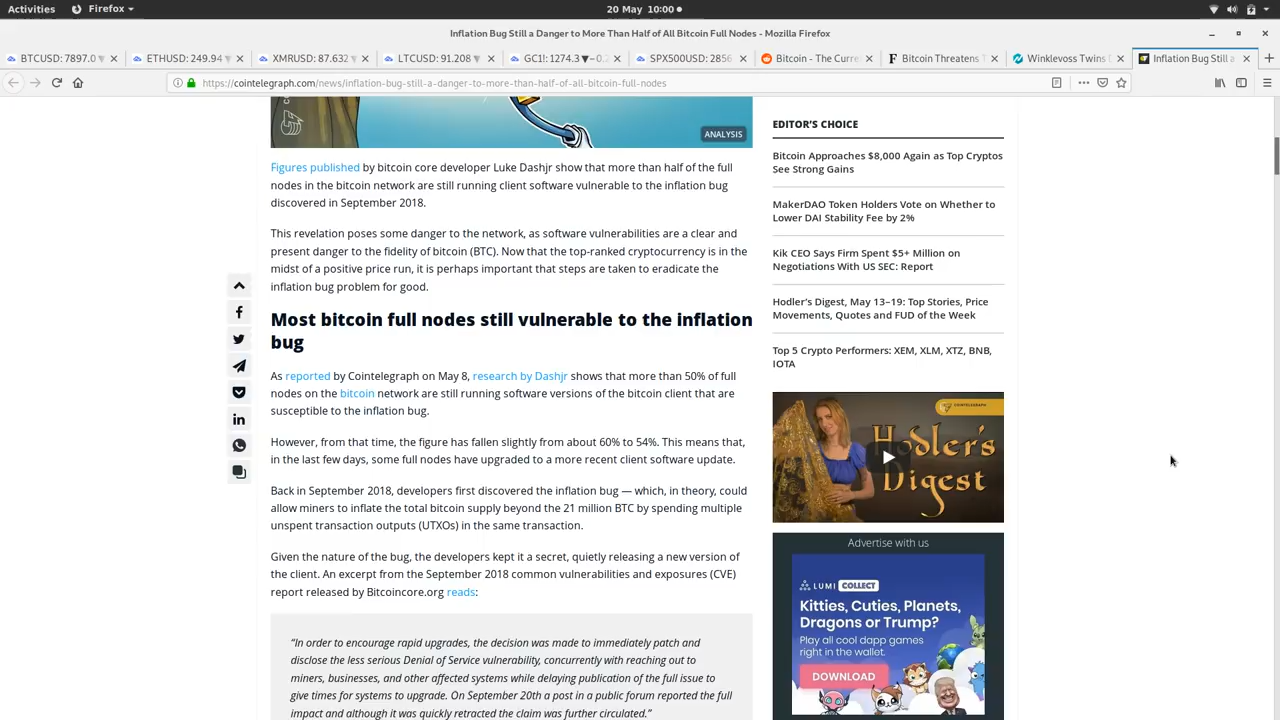 Activities
Firefox
20 May 10:00
Inflation Bug Still a Danger to More Than Half of All Bitcoin Full Nodes - Mozilla Firefox
BTCUSD: 7897.0
ETHUSD: 249.94
XMRUSD: 87.632
LTCUSD: 91.208
GC1!: 1274.3▼−0.2
SPX500USD: 2856
Bitcoin - The Curre
Bitcoin Threatens
Winklevoss Twins
Inflation Bug Still a
https://cointelegraph.com/news/inflation-bug-still-a-danger-to-more-than-half-of-all-bitcoin-full-nodes
ANALYSIS
Figures published by bitcoin core developer Luke Dashjr show that more than half of the full
nodes in the bitcoin network are still running client software vulnerable to the inflation bug
discovered in September 2018.
This revelation poses some danger to the network, as software vulnerabilities are a clear and
present danger to the fidelity of bitcoin (BTC). Now that the top-ranked cryptocurrency is in the
midst of a positive price run, it is perhaps important that steps are taken to eradicate the
inflation bug problem for good.
Most bitcoin full nodes still vulnerable to the inflation
bug
As reported by Cointelegraph on May 8, research by Dashjr shows that more than 50% of full
nodes on the bitcoin network are still running software versions of the bitcoin client that are
susceptible to the inflation bug.
However, from that time, the figure has fallen slightly from about 60% to 54%. This means that,
in the last few days, some full nodes have upgraded to a more recent client software update.
Back in September 2018, developers first discovered the inflation bug — which, in theory, could
allow miners to inflate the total bitcoin supply beyond the 21 million BTC by spending multiple
unspent transaction outputs (UTXOs) in the same transaction.
Given the nature of the bug, the developers kept it a secret, quietly releasing a new version of
the client. An excerpt from the September 2018 common vulnerabilities and exposures (CVE)
report released by Bitcoincore.org reads:
“In order to encourage rapid upgrades, the decision was made to immediately patch and
disclose the less serious Denial of Service vulnerability, concurrently with reaching out to
miners, businesses, and other affected systems while delaying publication of the full issue to
give times for systems to upgrade. On September 20th a post in a public forum reported the full
impact and although it was quickly retracted the claim was further circulated.”
EDITOR’S CHOICE
Bitcoin Approaches $8,000 Again as Top Cryptos
See Strong Gains
MakerDAO Token Holders Vote on Whether to
Lower DAI Stability Fee by 2%
Kik CEO Says Firm Spent $5+ Million on
Negotiations With US SEC: Report
Hodler’s Digest, May 13–19: Top Stories, Price
Movements, Quotes and FUD of the Week
Top 5 Crypto Performers: XEM, XLM, XTZ, BNB,
IOTA
COINTELEGRAPH
Hodler's
Digest
Advertise with us
LUMI COLLECT
Kitties, Cuties, Planets,
Dragons or Trump?
Play all cool dapp games
right in the wallet.
DOWNLOAD